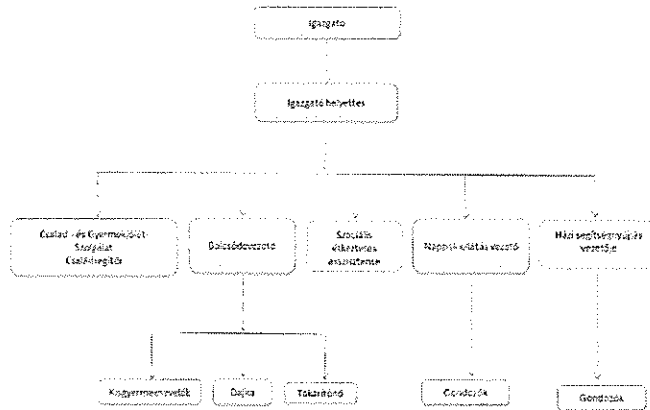 Igazgató
Igazgató helyettes
Család - és Gyermekjóléti
Szolgálat
Családsegítők
Bölcsődevezető
Szociális
étkeztetés
asszisztense
Nappali ellátás vezető
Házi segítségnyújtás
vezetője
Kisgyermeknevelők
Dajka
Takarítónő
Gondozók
Gondozók